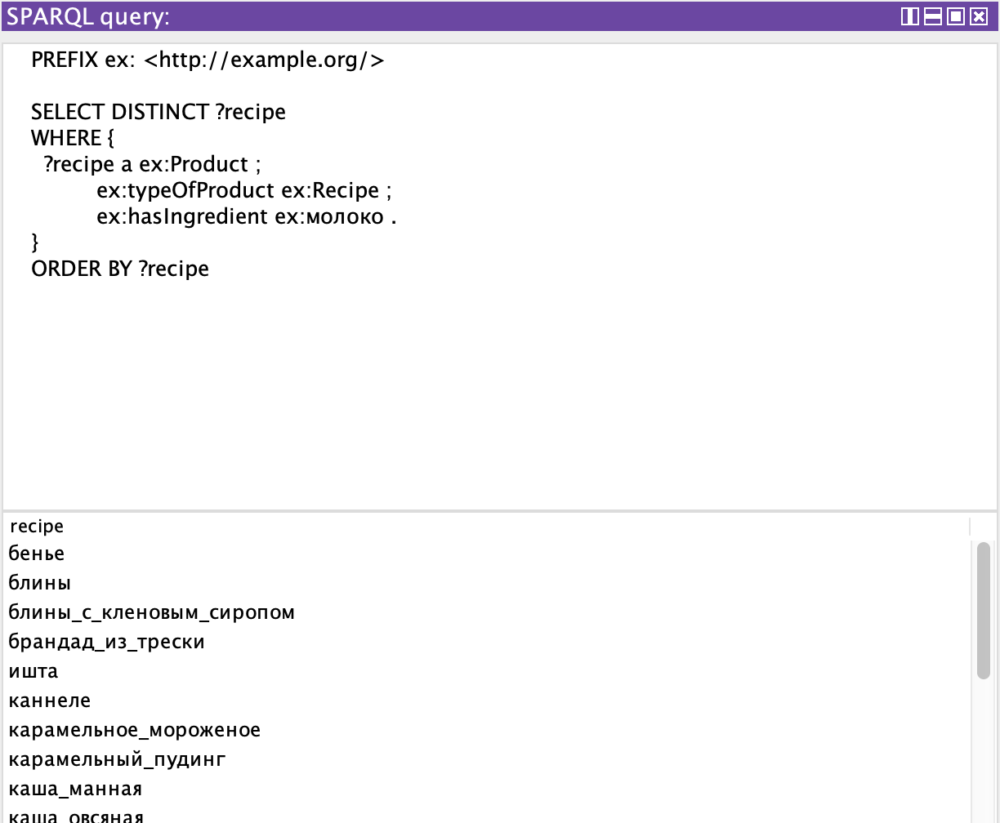 SPARQL query:
PREFIX ex: <http://example.org/>
SELECT DISTINCT ?recipe
WHERE {
?recipe a ex:Product ;
ex:typeOfProduct ex:Recipe ;
ex:hasIngredient ex:молоко .
}
ORDER BY ?recipe
recipe
бенье
блины
блины_с_кленовым_сиропом
брандад_из_трески
ишта
каннеле
карамельное_мороженое
карамельный_пудинг
каша_манная
каша_овсяная